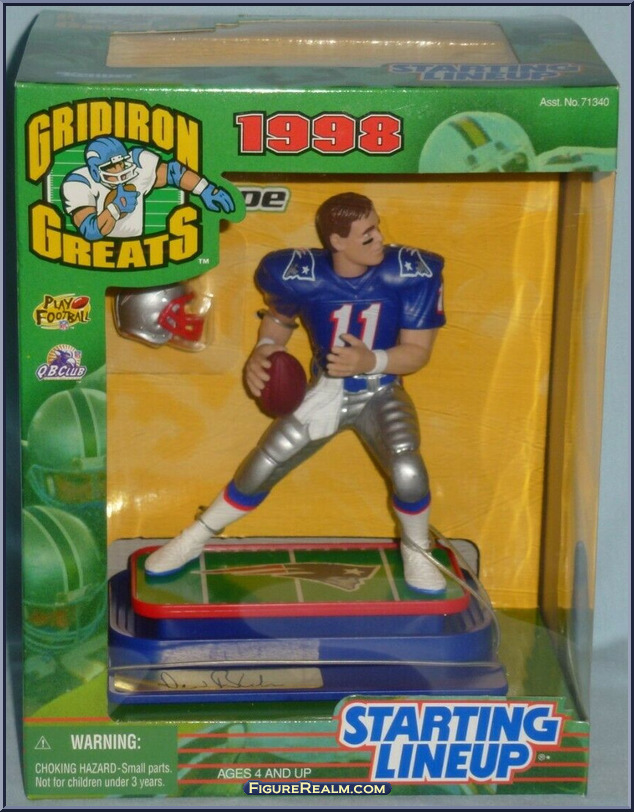 STARTING
LINEUP
Asst. No. 71340
GRIDIRON
GREATS
TM
1998
PLAY
FOOTBALL
Q.B.CLUB
11
WARNING:
CHOKING HAZARD-Small parts.
Not for children under 3 years.
AGES 4 AND UP
STARTING
LINEUP®.
FIGUREREALM.COM